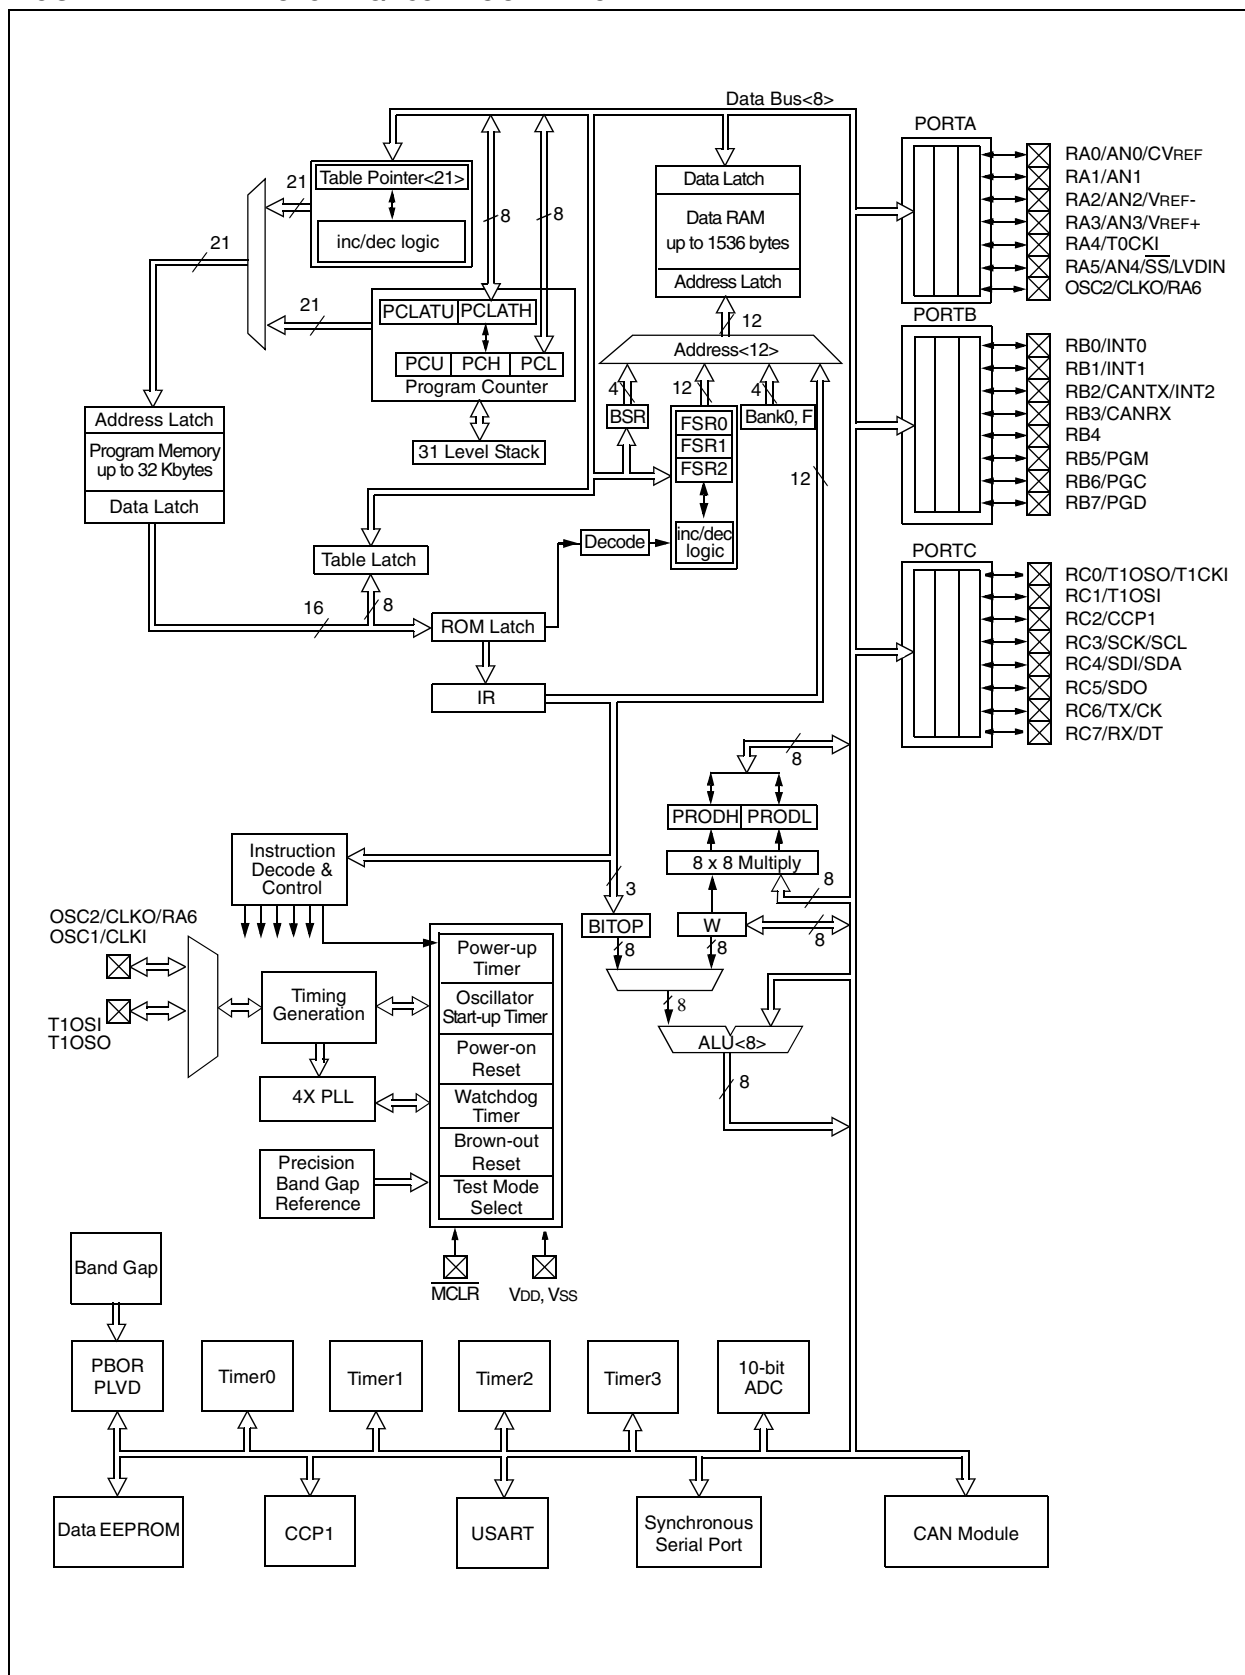 Data Bus<8>
PORTA
RA0/AN0/CVREF
RA1/AN1
RA2/AN2/VREF-
RA3/AN3/VREF+
RA4/T0CKI
RA5/AN4/SS/LVDIN
OSC2/CLKO/RA6
21
Table Pointer<21>
inc/dec logic
21
8
8
Data Latch
Data RAM
up to 1536 bytes
Address Latch
21
PCLATU
PCLATH
PCU
PCH
PCL
Program Counter
31 Level Stack
12
Address<12>
4
12
4
BSR
FSR0
FSR1
FSR2
inc/dec
logic
Bank0, F
12
PORTB
RB0/INT0
RB1/INT1
RB2/CANTX/INT2
RB3/CANRX
RB4
RB5/PGM
RB6/PGC
RB7/PGD
Address Latch
Program Memory
up to 32 Kbytes
Data Latch
Table Latch
Decode
16
8
ROM Latch
IR
PORTC
RC0/T1OSO/T1CKI
RC1/T1OSI
RC2/CCP1
RC3/SCK/SCL
RC4/SDI/SDA
RC5/SDO
RC6/TX/CK
RC7/RX/DT
8
PRODH
PRODL
8 x 8 Multiply
Instruction
Decode &
Control
3
8
BITOP
W
8
8
8
8
ALU<8>
8
OSC2/CLKO/RA6
OSC1/CLKI
T1OSI
T1OSO
Timing
Generation
4X PLL
Precision
Band Gap
Reference
Power-up
Timer
Oscillator
Start-up Timer
Power-on
Reset
Watchdog
Timer
Brown-out
Reset
Test Mode
Select
MCLR
VDD, VSS
Band Gap
PBOR
PLVD
Timer0
Timer1
Timer2
Timer3
10-bit
ADC
Data EEPROM
CCP1
USART
Synchronous
Serial Port
CAN Module